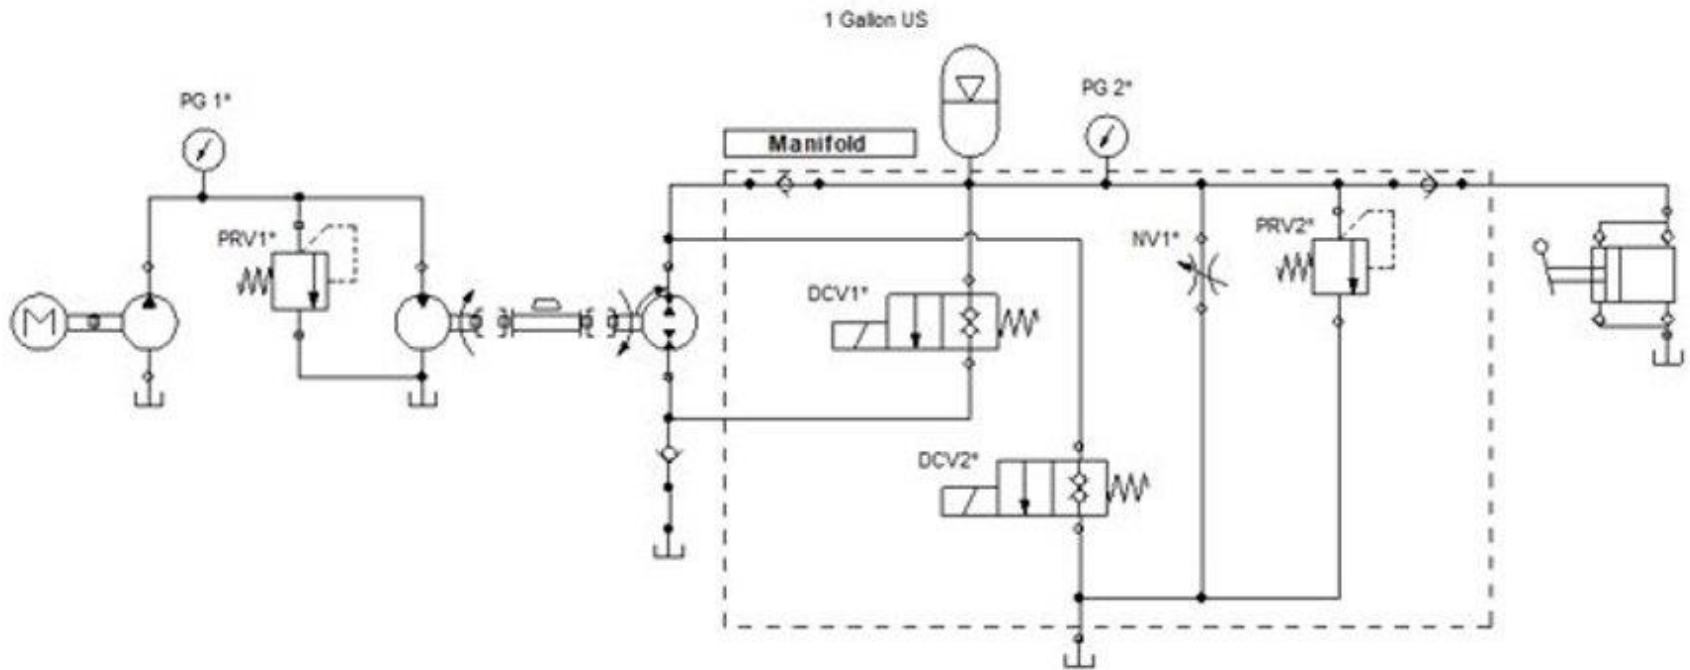 1 Gallon US
PG 1*
PG 2*
Manifold
PRV1*
NV1*
PRV2*
DCV1*
M
DCV2*